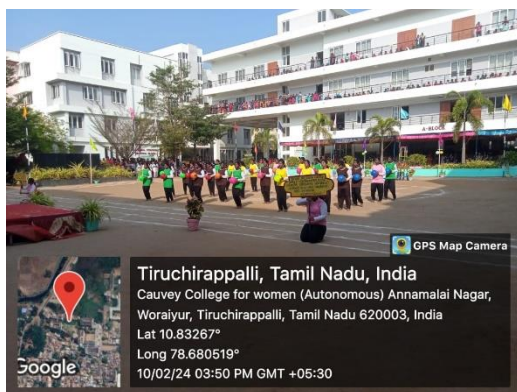 A-BLOCK
GPS Map Camera
Tiruchirappalli, Tamil Nadu, India
Cauvey College for women (Autonomous) Annamalai Nagar,
Woraiyur, Tiruchirappalli, Tamil Nadu 620003, India
Lat 10.83267°
Long 78.680519°
10/02/24 03:50 PM GMT +05:30
Google